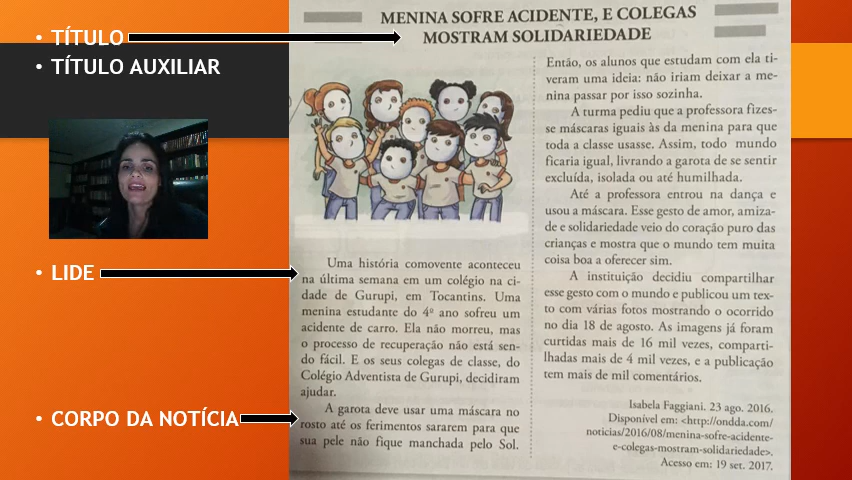 • TÍTULO
• TÍTULO AUXILIAR
• LIDE
• CORPO DA NOTÍCIA
MENINA SOFRE ACIDENTE, E COLEGAS
MOSTRAM SOLIDARIEDADE
Uma história comovente aconteceu
na última semana em um colégio na ci-
dade de Gurupi, em Tocantins. Uma
menina estudante do 4º ano sofreu um
acidente de carro. Ela não morreu, mas
o processo de recuperação não está sen-
do fácil. E os seus colegas de classe, do
Colégio Adventista de Gurupi, decidiram
ajudar.
A garota deve usar uma máscara no
rosto até os ferimentos sararem para que
sua pele não fique manchada pelo Sol.
Então, os alunos que estudam com ela ti-
veram uma ideia: não iriam deixar a me-
nina passar por isso sozinha.
A turma pediu que a professora fizes-
se máscaras iguais às da menina para que
toda a classe usasse. Assim, todo mundo
ficaria igual, livrando a garota de se sentir
excluída, isolada ou até humilhada.
Até a professora entrou na dança e
usou a máscara. Esse gesto de amor, amiza-
de e solidariedade veio do coração puro das
crianças e mostra que o mundo tem muita
coisa boa a oferecer sim.
A instituição decidiu compartilhar
esse gesto com o mundo e publicou um tex-
to com várias fotos mostrando o ocorrido
no dia 18 de agosto. As imagens já foram
curtidas mais de 16 mil vezes, comparti-
lhadas mais de 4 mil vezes, e a publicação
tem mais de mil comentários.
Isabela Faggiani. 23 ago. 2016.
Disponível em: <http://ondda.com/
noticias/2016/08/menina-sofre-acidente-
e-colegas-mostram-solidariedade>.
Acesso em: 19 set. 2017.